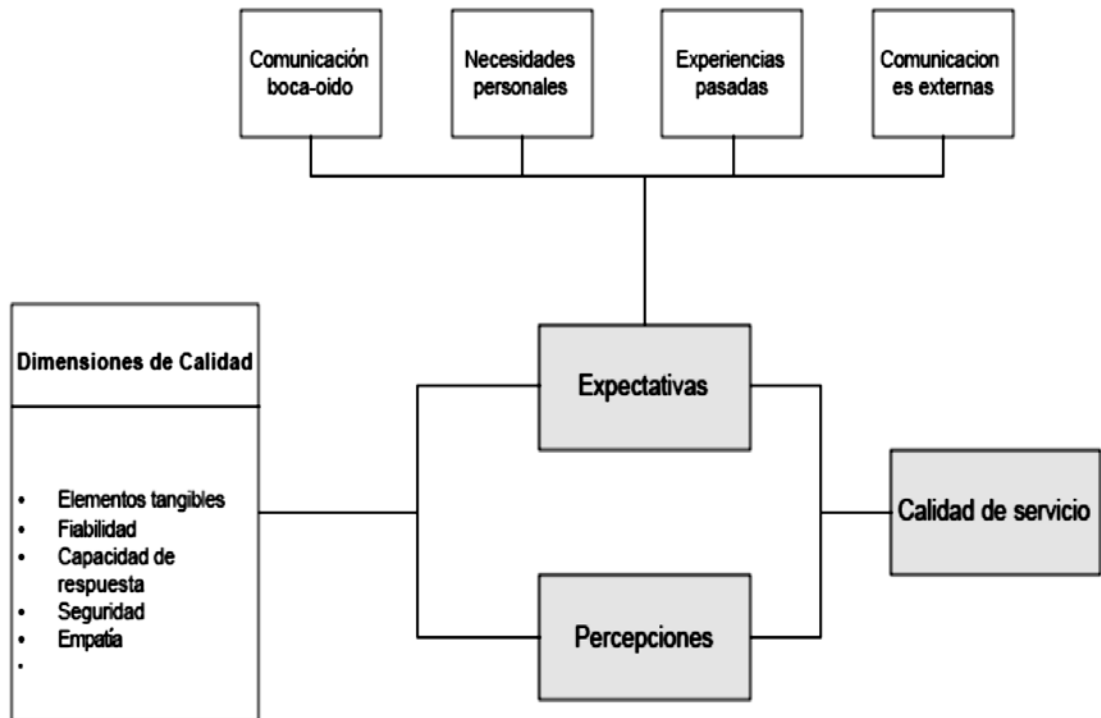 Comunicación
boca-oido
Necesidades
personales
Experiencias
pasadas
Comunicacion
es externas
Dimensiones de Calidad
• Elementos tangibles
• Fiabilidad
• Capacidad de
respuesta
• Seguridad
• Empatía
•
Expectativas
Percepciones
Calidad de servicio